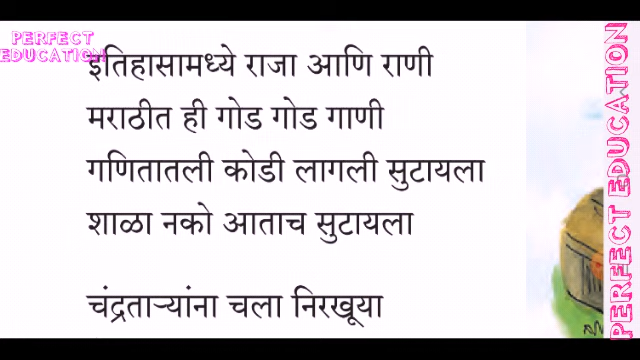 PERFECT
EDUCATION
इतिहासामध्ये राजा आणि राणी
मराठीत ही गोड गोड गाणी
गणितातली कोडी लागली सुटायला
शाळा नको आताच सुटायला
चंद्रताऱ्यांना चला निरखूया
PERFECT EDUCATION